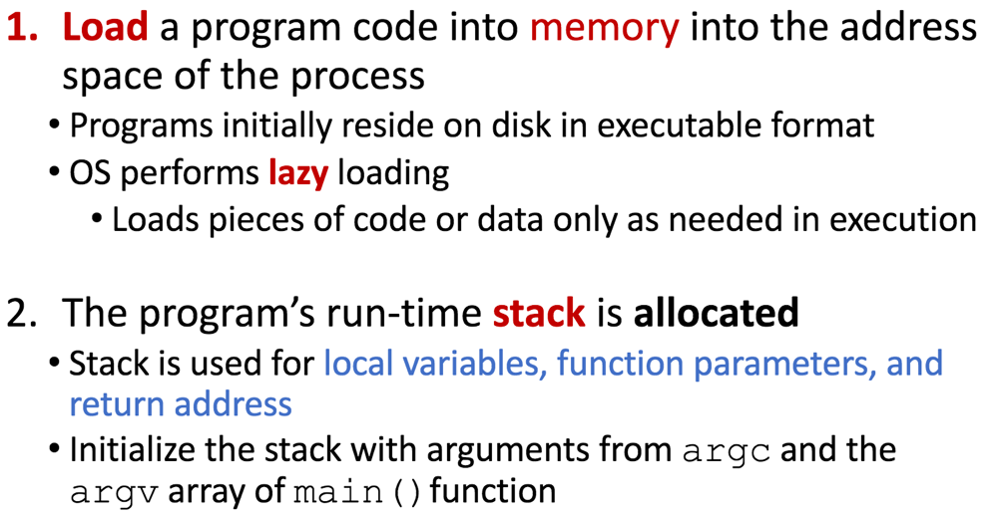 1. Load a program code into memory into the address
space of the process
• Programs initially reside on disk in executable format
• OS performs lazy loading
• Loads pieces of code or data only as needed in execution
2. The program’s run-time stack is allocated
• Stack is used for local variables, function parameters, and
return address
• Initialize the stack with arguments from argc and the
argv array of main() function